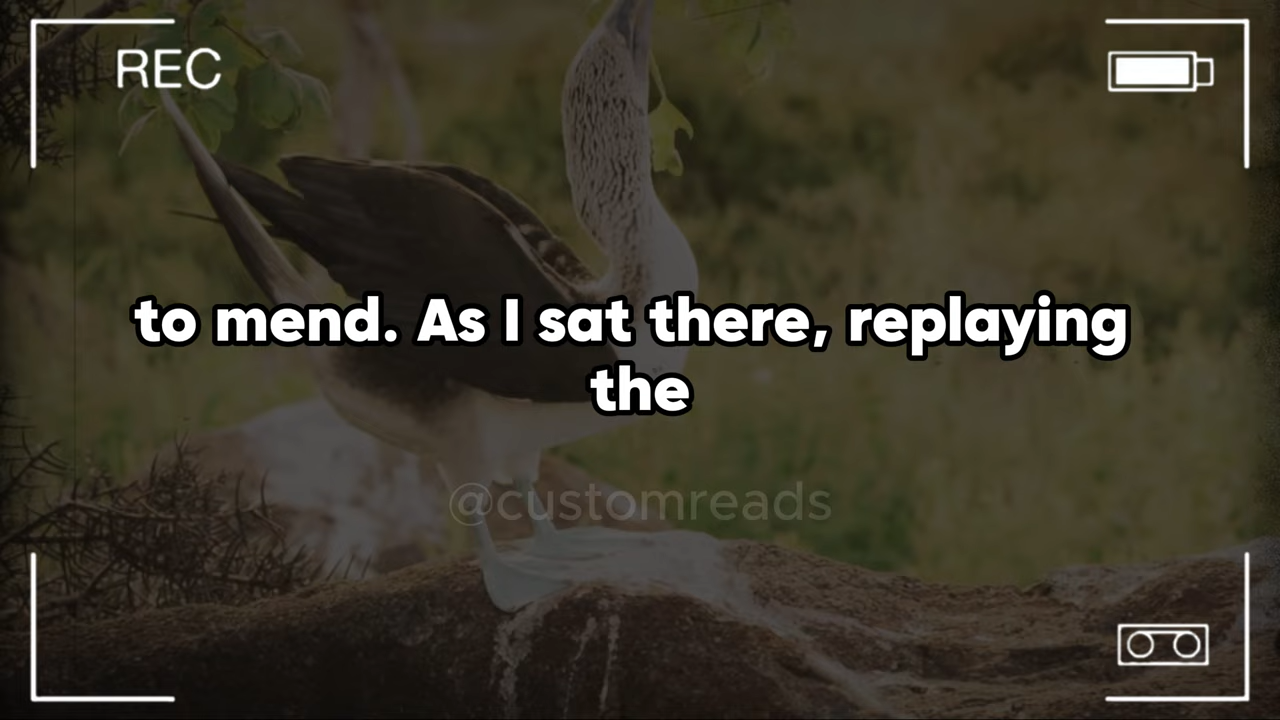 REC
to mend. As I sat there, replaying
the
@customreads